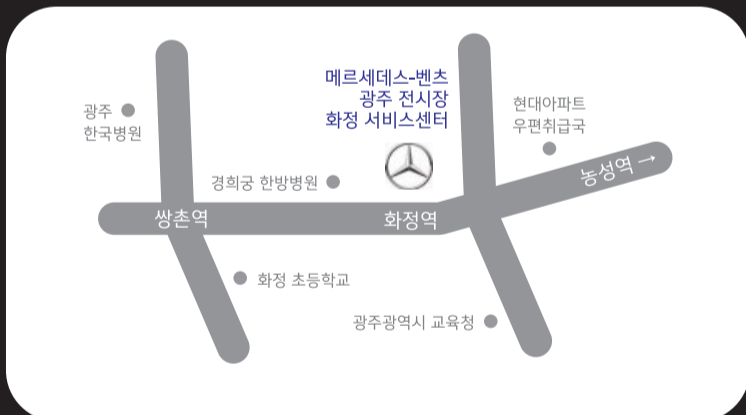 메르세데스-벤츠
광주 전시장
화정 서비스센터
현대아파트
우편취급국
광주
한국병원
농성역 →
경희궁 한방병원
쌍촌역
화정역
화정 초등학교
광주광역시 교육청